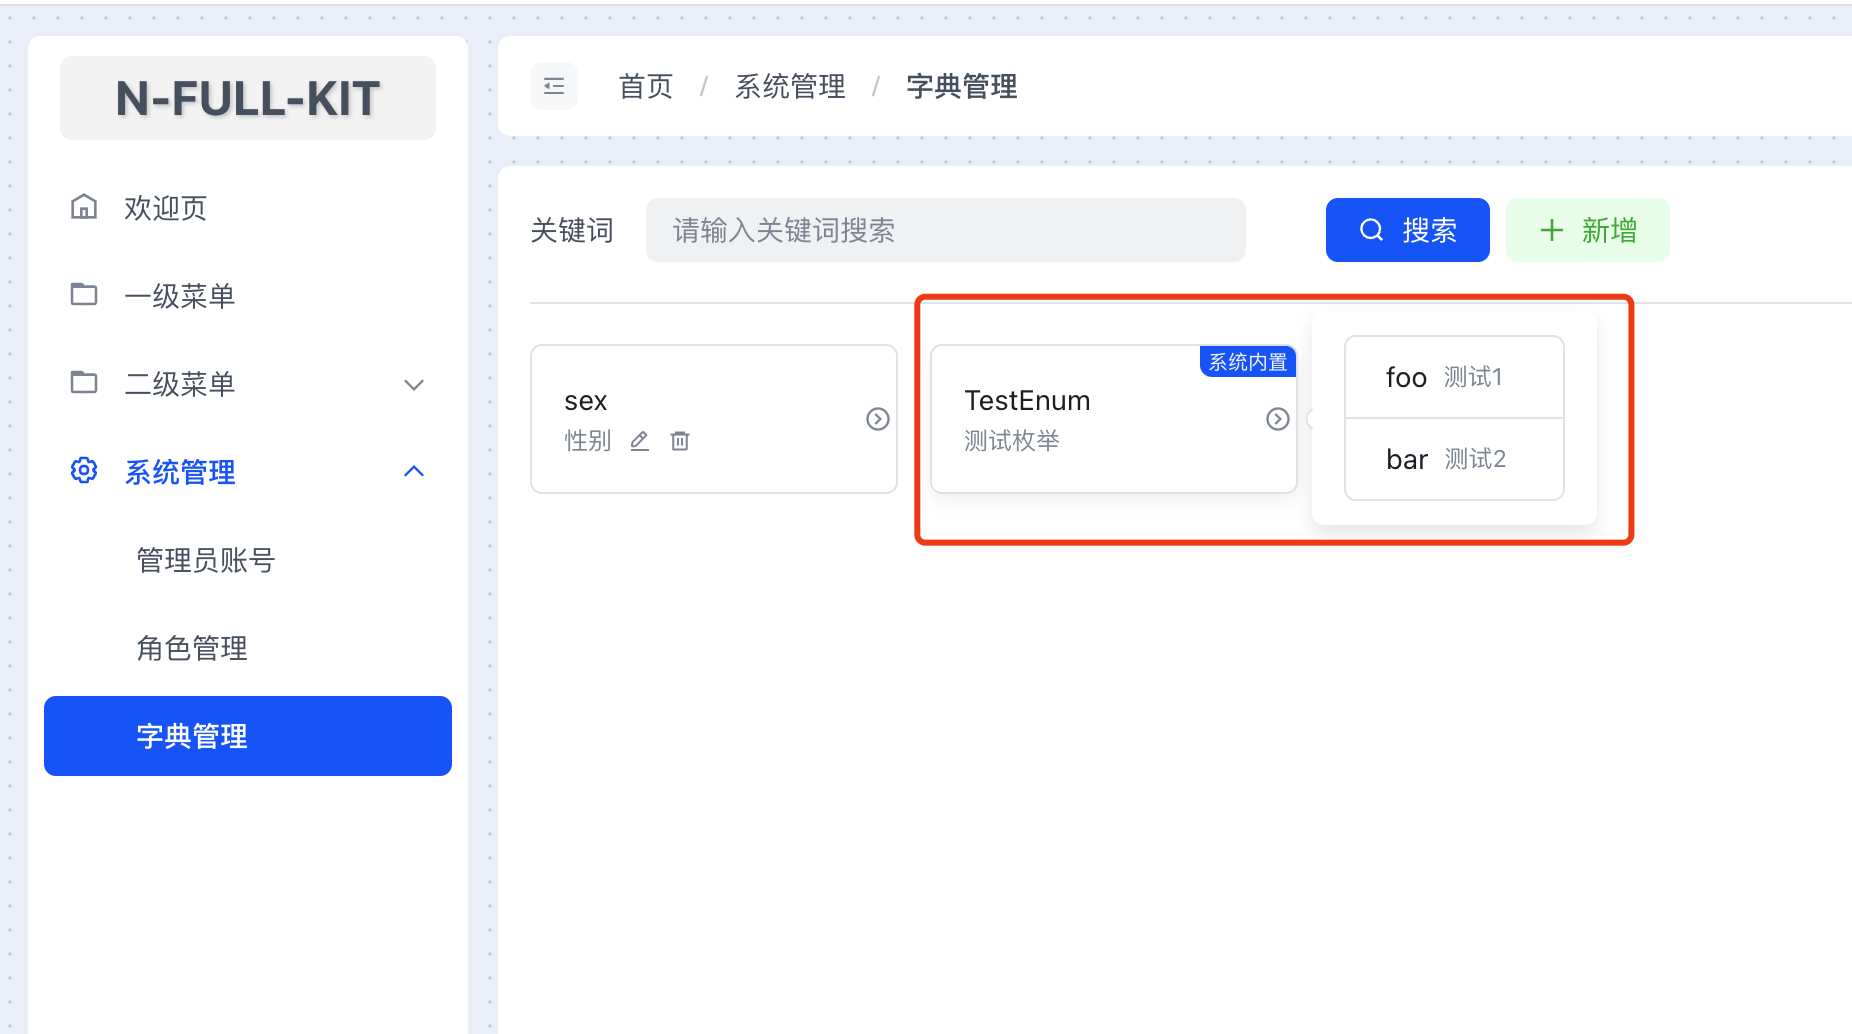 N-FULL-KIT
欢迎页
一级菜单
二级菜单
系统管理
管理员账号
角色管理
字典管理
首页 / 系统管理 / 字典管理
关键词 请输入关键词搜索 搜索 新增
sex
性别
系统内置
TestEnum
测试枚举
foo 测试1
bar 测试2